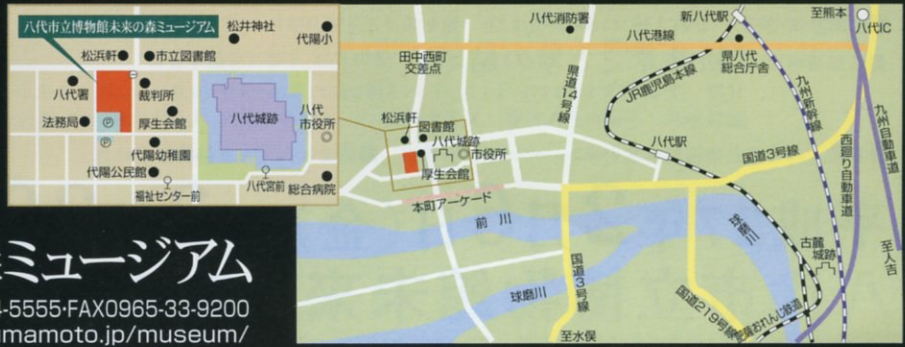 八代市立博物館未来の森ミュージアム
松井神社
代陽小
松浜軒
市立図書館
八代署
裁判所
法務局
P
P
厚生会館
八代城跡
八代
市役所
代陽幼稚園
代陽公民館
福祉センター前
八代宮前
総合病院
八代消防署
新八代駅
至熊本
八代IC
八代港線
田中西町
交差点
県八代
総合庁舎
JR鹿児島本線
県道14号線
九州新幹線
九州自動車道
西廻り自動車道
松浜軒
図書館
八代城跡
市役所
厚生会館
八代駅
国道3号線
本町アーケード
前川
球磨川
古麓
城跡
至人吉
球磨川
国道3号線
国道219号線
肥薩おれんじ鉄道
至水俣
ミュージアム
-5555・FAX0965-33-9200
umamoto.jp/museum/